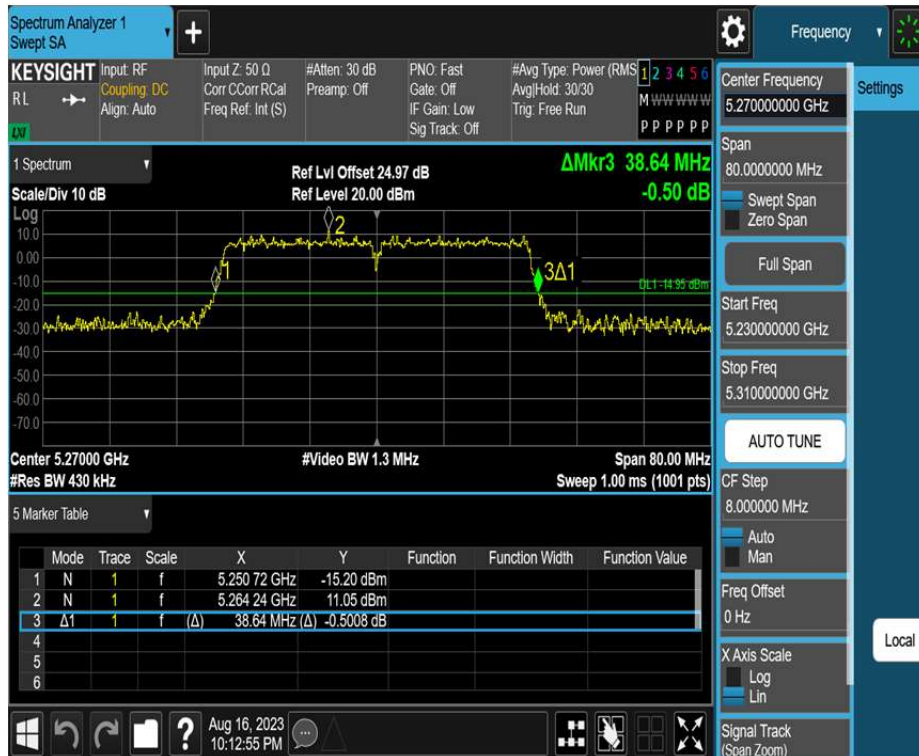 Spectrum Analyzer 1
Swept SA
Frequency
KEYSIGHT
RL
LXI
Input: RF
Coupling: DC
Align: Auto
Input Z: 50 Ω
Corr CCorr RCal
Freq Ref: Int (S)
#Atten: 30 dB
Preamp: Off
PNO: Fast
Gate: Off
IF Gain: Low
Sig Track: Off
#Avg Type: Power (RMS
Avg|Hold: 30/30
Trig: Free Run
1 2 3 4 5 6
M W W W W W
P P P P P P
1 Spectrum
Scale/Div 10 dB
Ref Lvl Offset 24.97 dB
Ref Level 20.00 dBm
ΔMkr3 38.64 MHz
-0.50 dB
Log
10.0
0.00
-10.0
-20.0
-30.0
-40.0
-50.0
-60.0
-70.0
1
2
3Δ1
DL1 -14.95 dBm
Center 5.27000 GHz
#Video BW 1.3 MHz
Span 80.00 MHz
#Res BW 430 kHz
Sweep 1.00 ms (1001 pts)
5 Marker Table
Mode Trace Scale X Y Function Function Width Function Value
1 N 1 f 5.250 72 GHz -15.20 dBm
2 N 1 f 5.264 24 GHz 11.05 dBm
3 Δ1 1 f (Δ) 38.64 MHz (Δ) -0.5008 dB
4
5
6
Aug 16, 2023
10:12:55 PM
Center Frequency
5.270000000 GHz
Span
80.0000000 MHz
Swept Span
Zero Span
Full Span
Start Freq
5.230000000 GHz
Stop Freq
5.310000000 GHz
AUTO TUNE
CF Step
8.000000 MHz
Auto
Man
Freq Offset
0 Hz
X Axis Scale
Log
Lin
Signal Track
(Span Zoom)
Settings
Local